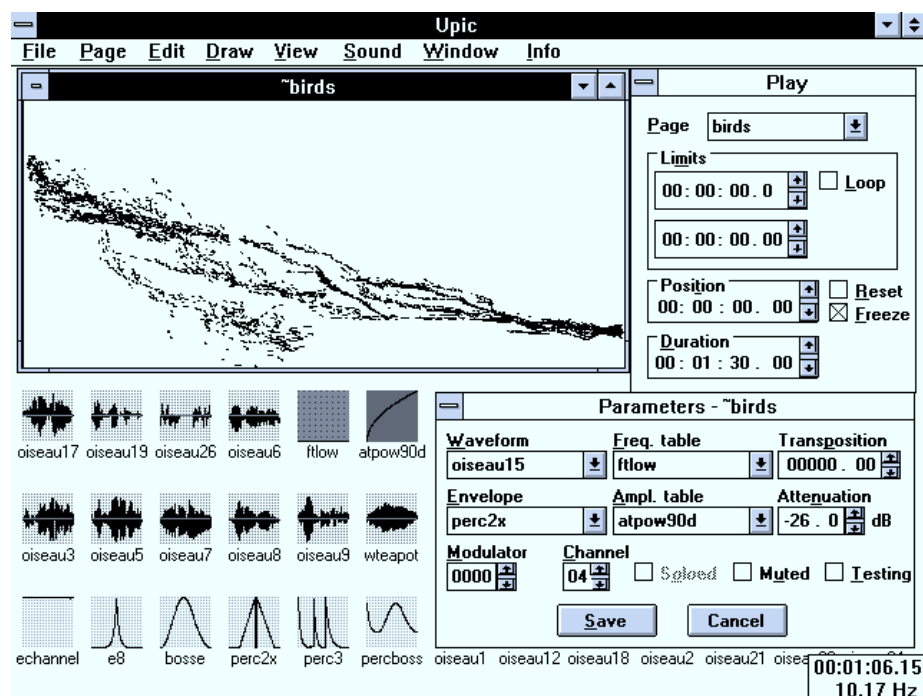 Upic
File Page Edit Draw View Sound Window Info
~birds
Play
Page birds
Limits
00: 00: 00. 0
Loop
00: 00: 00. 00
Position
00: 00 : 00. 00
Reset
Freeze
Duration
00 : 01 : 30 . 00
oiseau17 oiseau19 oiseau26 oiseau6 ftlow atpow90d
oiseau3 oiseau5 oiseau7 oiseau8 oiseau9 wteapot
echannel e8 bosse perc2x perc3 percboss oiseau1 oiseau12 oiseau18 oiseau2 oiseau21
Parameters - ~birds
Waveform Freq. table Transposition
oiseau15 ftlow 00000 . 00
Envelope Ampl. table Attenuation
perc2x atpow90d -26 . 0 dB
Modulator Channel
0000 04 Soloed Muted Testing
Save Cancel
00:01:06.15
10.17 Hz